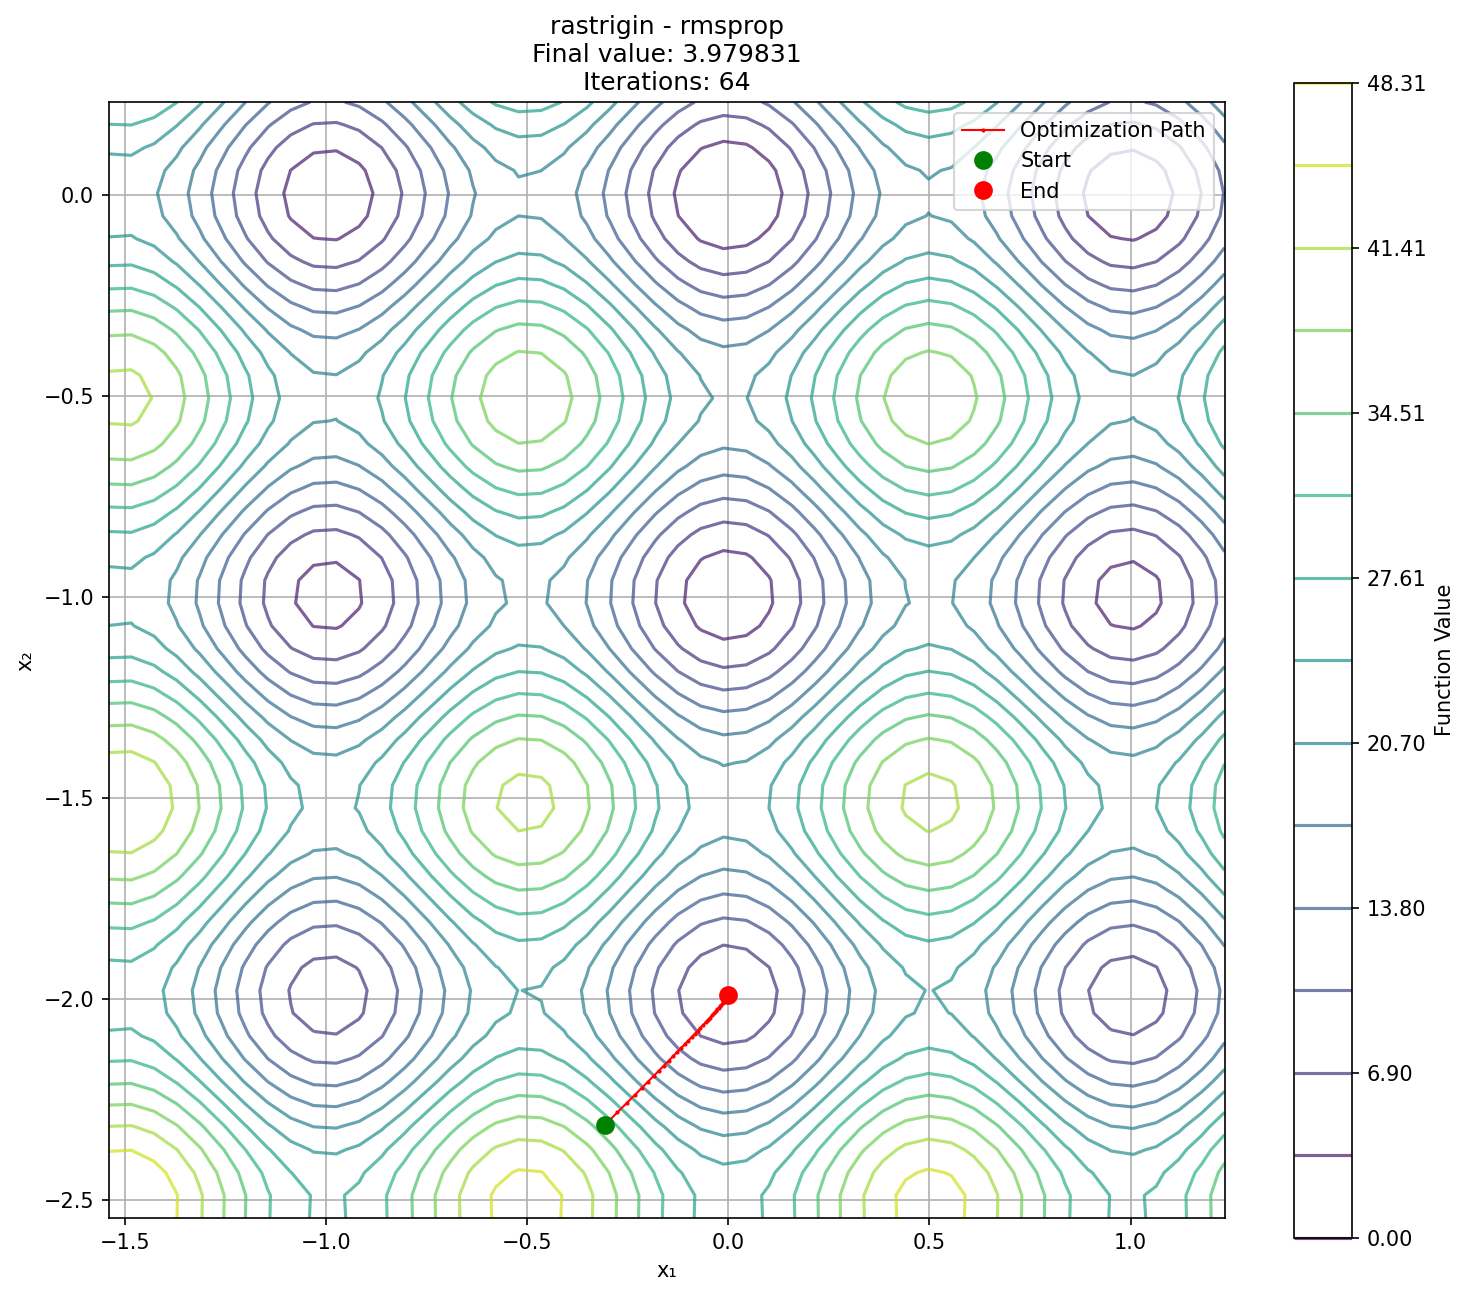 rastrigin - rmsprop
Final value: 3.979831
Iterations: 64
Optimization Path
Start
End
0.0
−0.5
−1.0
−1.5
−2.0
−2.5
x₂
−1.5
−1.0
−0.5
0.0
0.5
1.0
x₁
48.31
41.41
34.51
27.61
20.70
13.80
6.90
0.00
Function Value